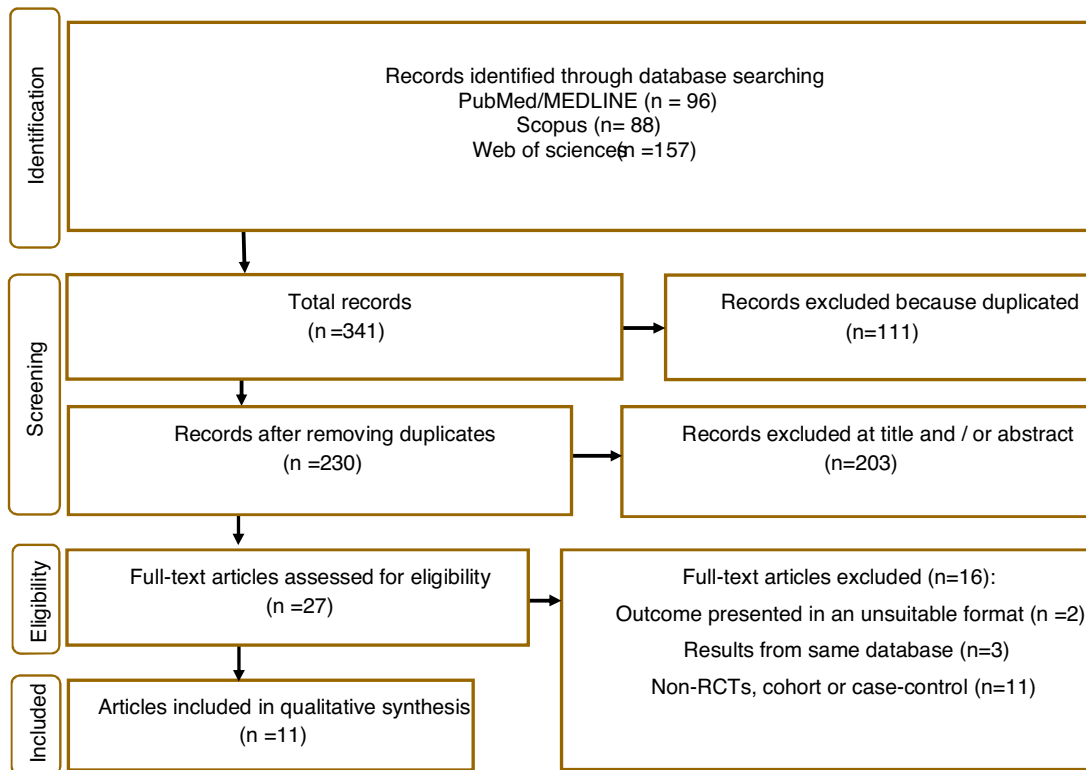 Identification
Records identified through database searching
PubMed/MEDLINE (n = 96)
Scopus (n= 88)
Web of sciences(n =157)
Screening
Total records
(n =341)
Records excluded because duplicated
(n=111)
Records after removing duplicates
(n =230)
Records excluded at title and / or abstract
(n=203)
Eligibility
Full-text articles assessed for eligibility
(n =27)
Full-text articles excluded (n=16):
Outcome presented in an unsuitable format (n =2)
Results from same database (n=3)
Non-RCTs, cohort or case-control (n=11)
Included
Articles included in qualitative synthesis
(n =11)